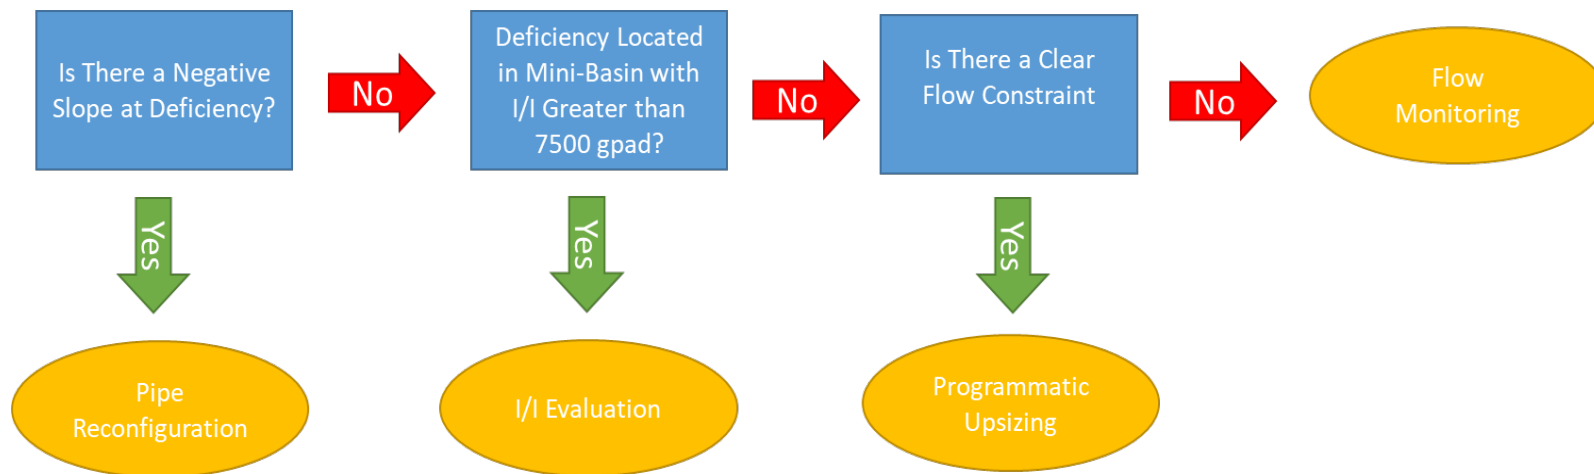 Is There a Negative
Slope at Deficiency?
No
Deficiency Located
in Mini-Basin with
I/I Greater than
7500 gpad?
No
Is There a Clear
Flow Constraint
No
Flow
Monitoring
Yes
Yes
Yes
Pipe
Reconfiguration
I/I Evaluation
Programmatic
Upsizing